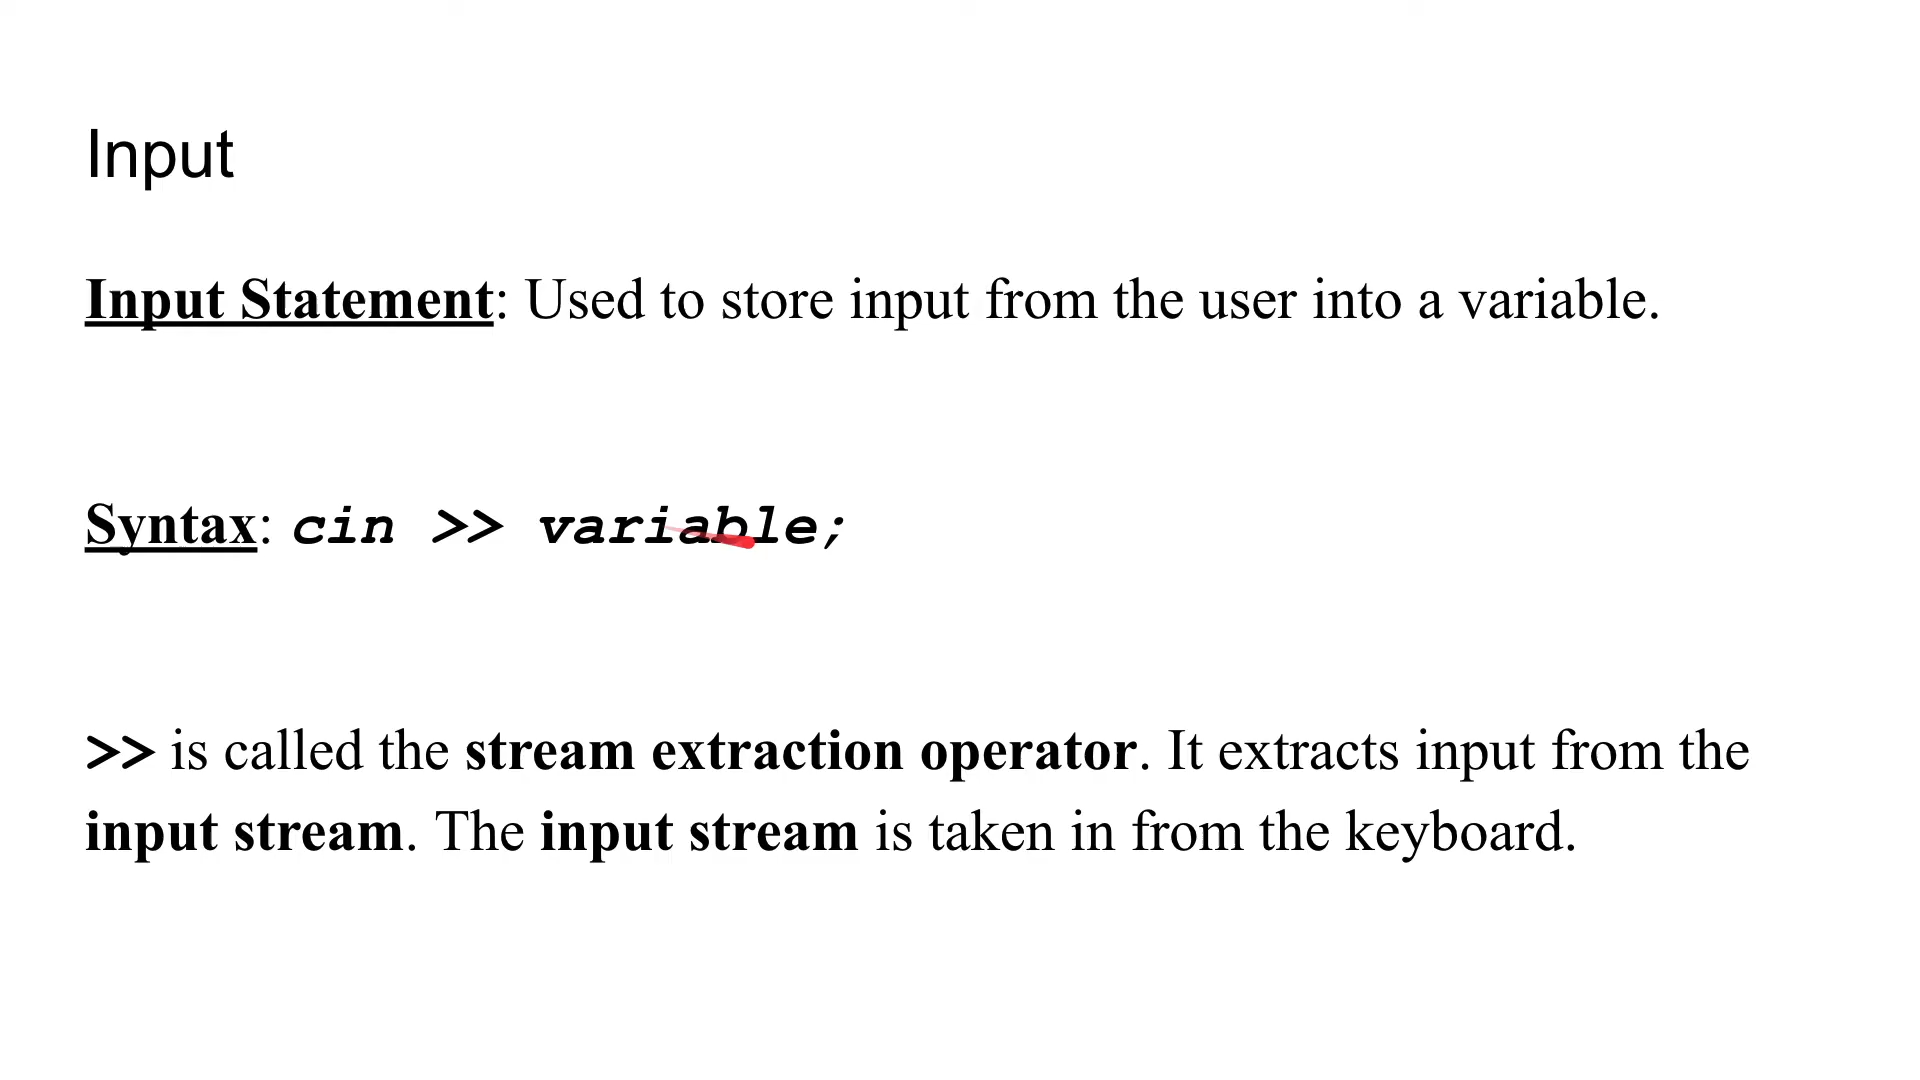 Input
Input Statement: Used to store input from the user into a variable.
Syntax: cin >> variable;
>> is called the stream extraction operator. It extracts input from the
input stream. The input stream is taken in from the keyboard.